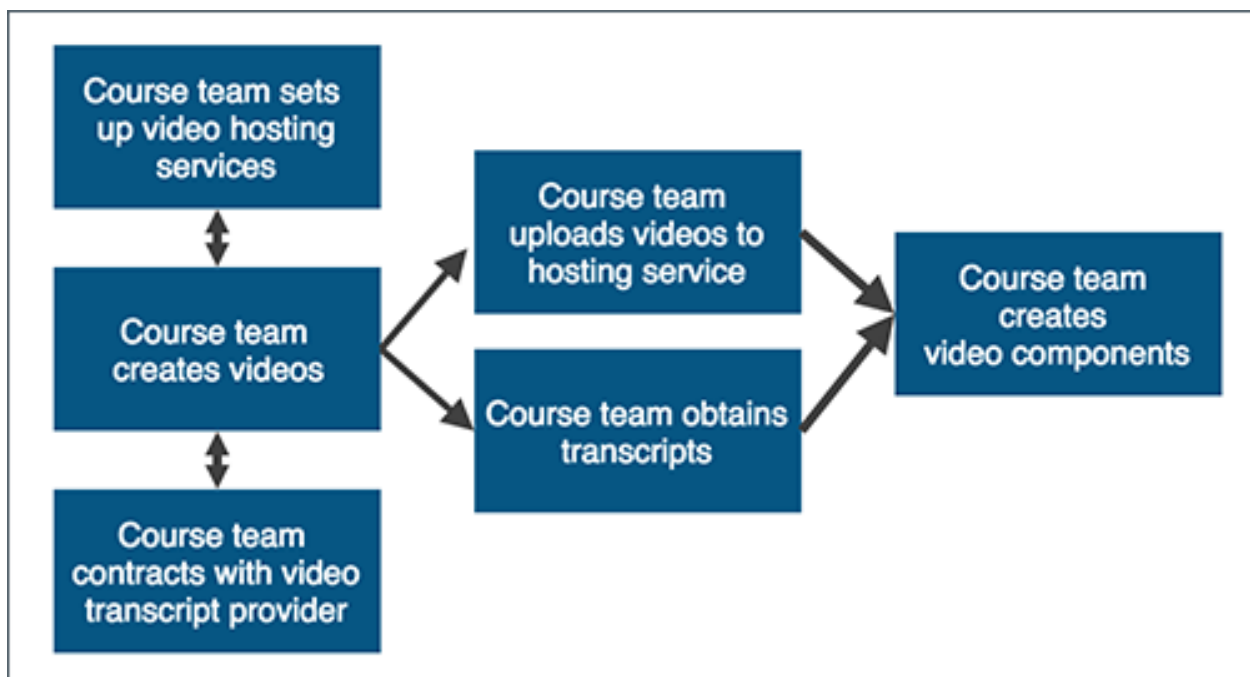 Course team sets
up video hosting
services
Course team
creates videos
Course team
contracts with video
transcript provider
Course team
uploads videos to
hosting service
Course team obtains
transcripts
Course team
creates
video components